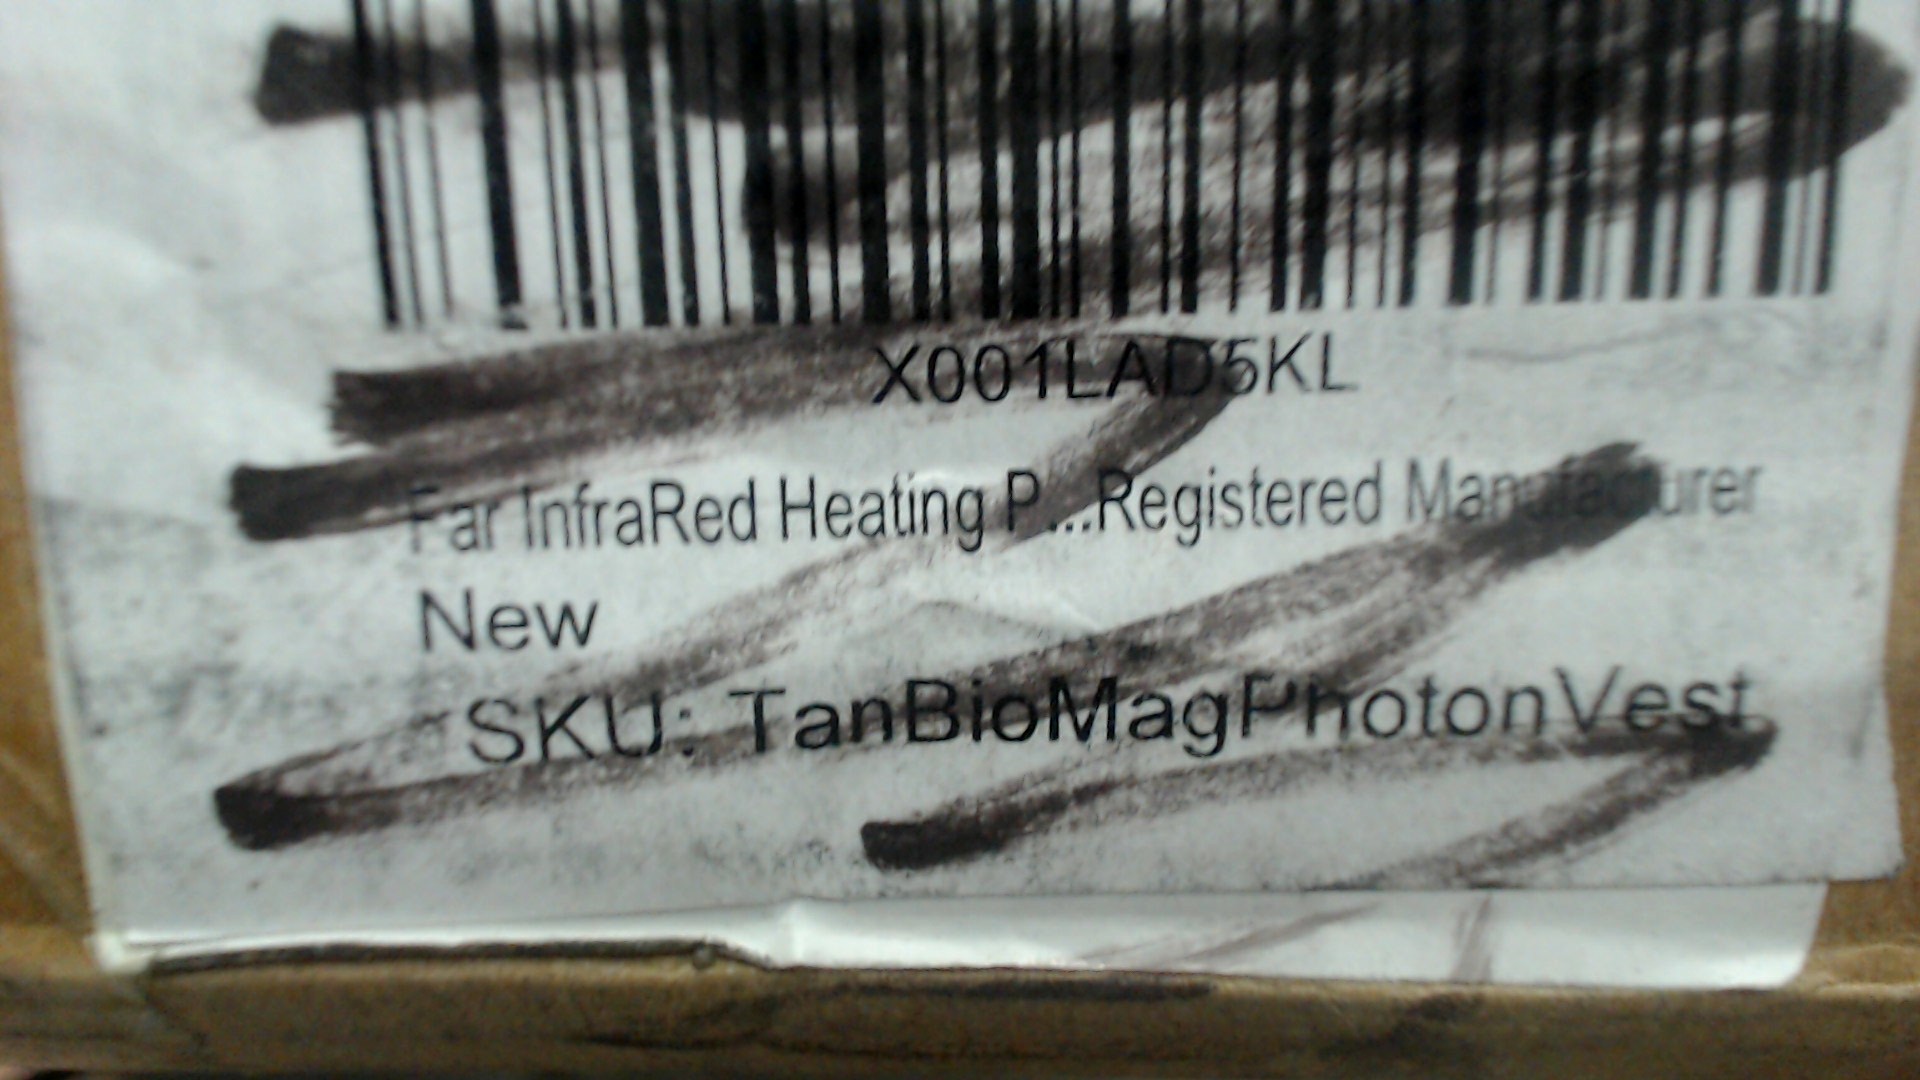 X001LAD5KL
Far InfraRed Heating P...Registered Manufacturer
New
SKU: TanBioMagPhotonVest